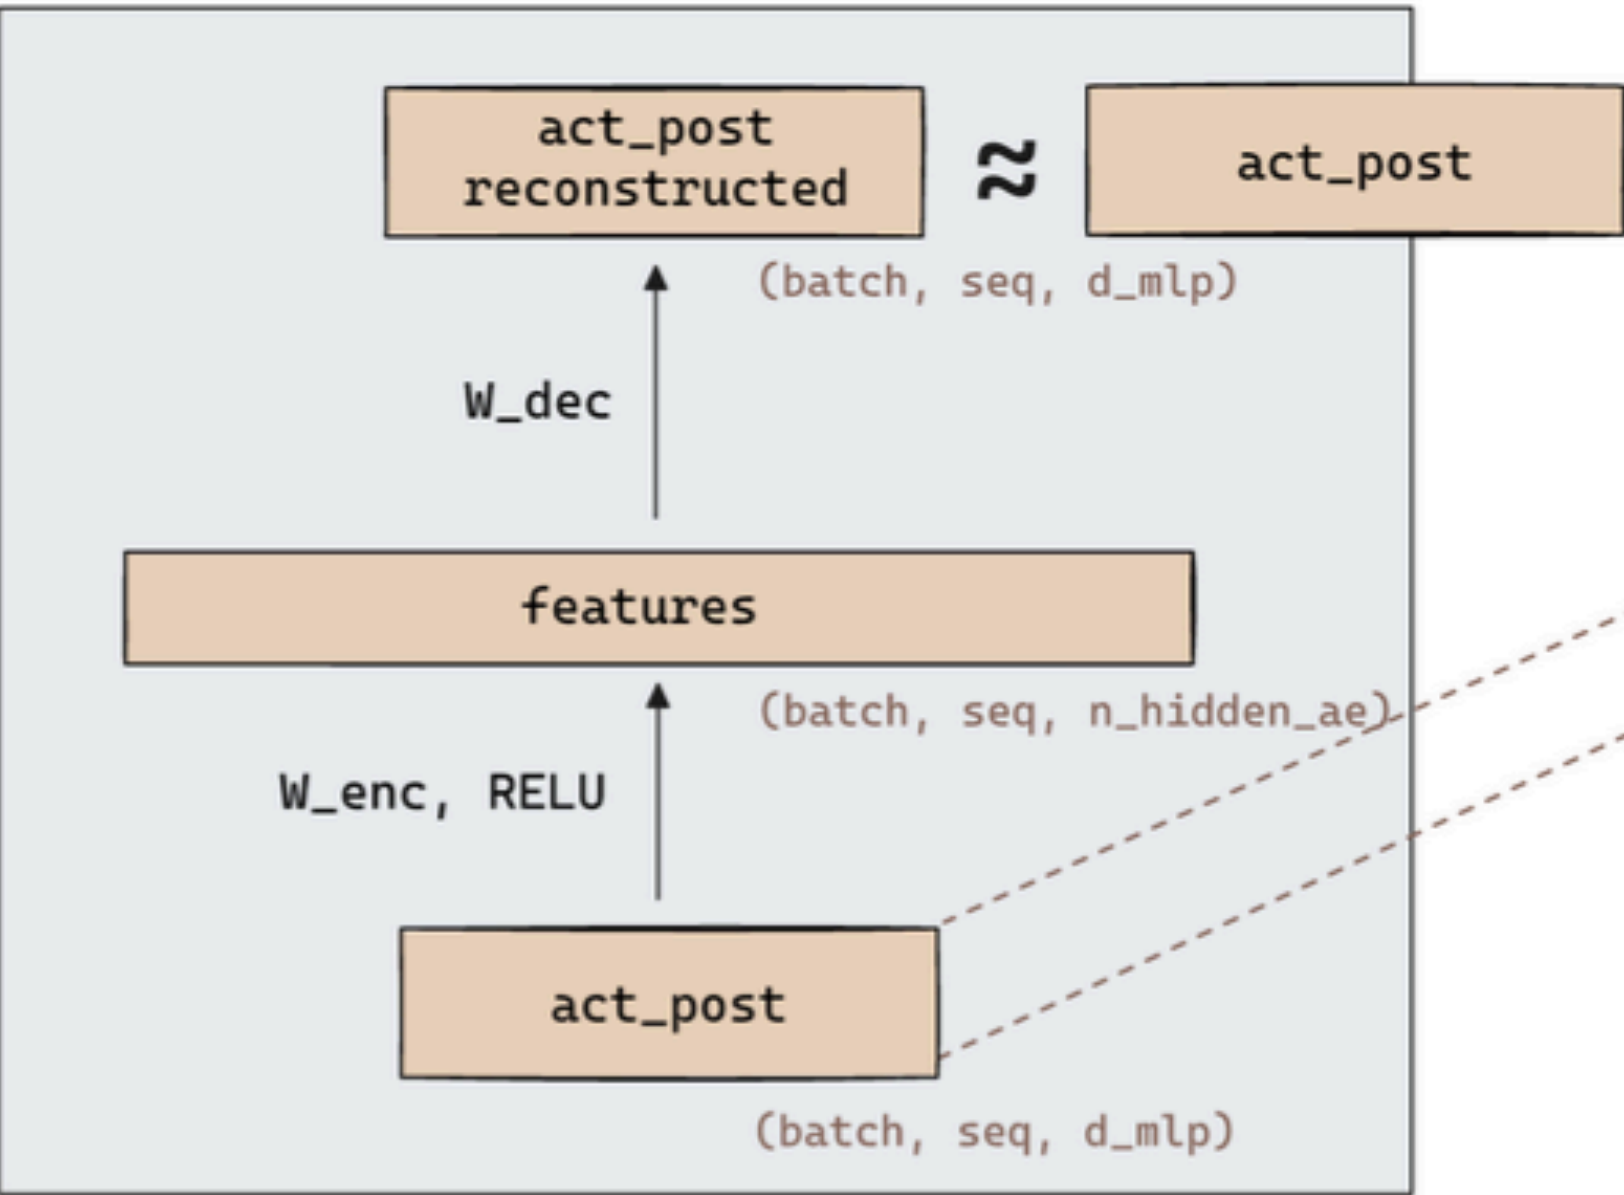 act_post
reconstructed
≈
act_post
(batch, seq, d_mlp)
W_dec
features
(batch, seq, n_hidden_ae)
W_enc, RELU
act_post
(batch, seq, d_mlp)